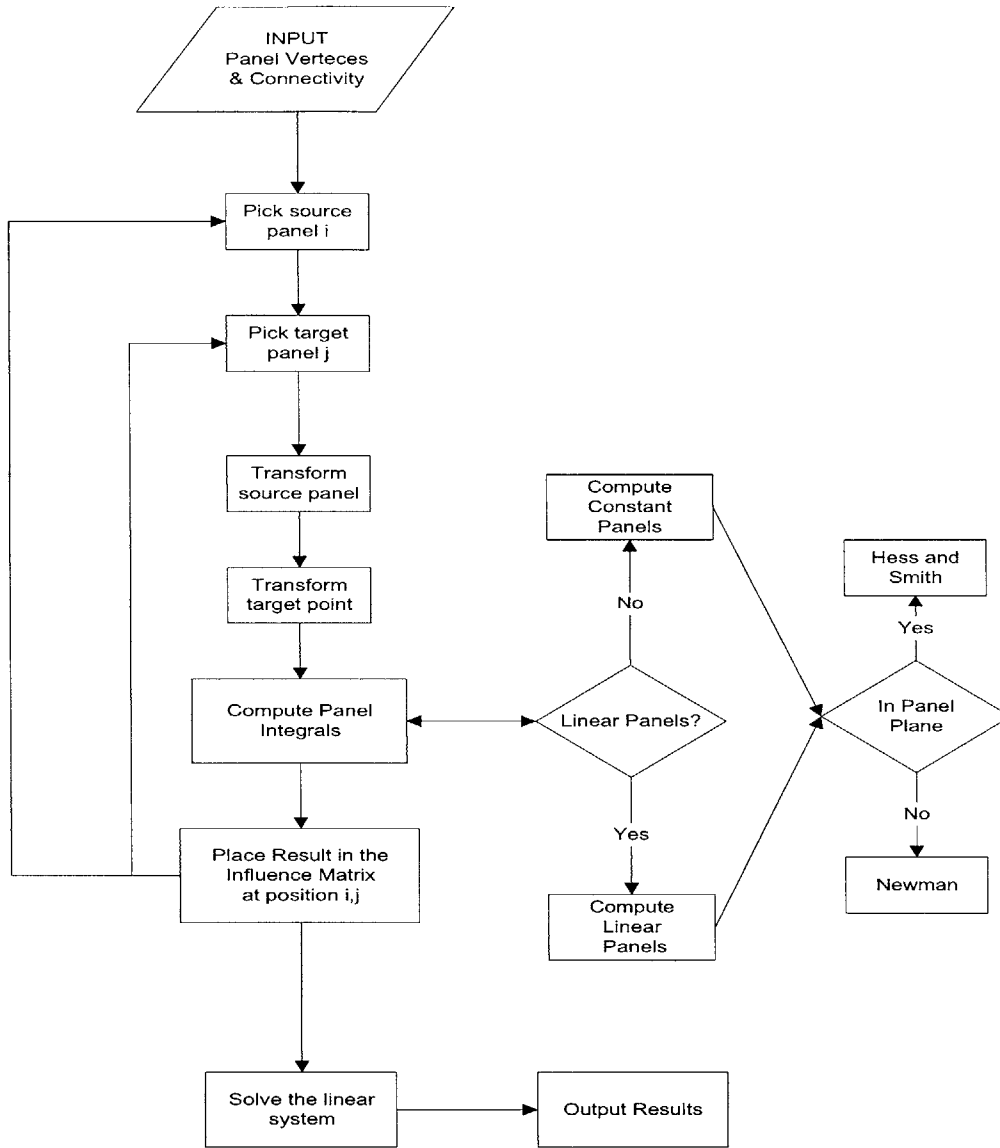 INPUT
Panel Verteces
& Connectivity
Pick source
panel i
Pick target
panel j
Transform
source panel
Transform
target point
Compute Panel
Integrals
Place Result in the
Influence Matrix
at position i,j
Solve the linear
system
Output Results
Linear Panels?
No
Compute
Constant
Panels
Yes
Compute
Linear
Panels
In Panel
Plane
Yes
Hess and
Smith
No
Newman